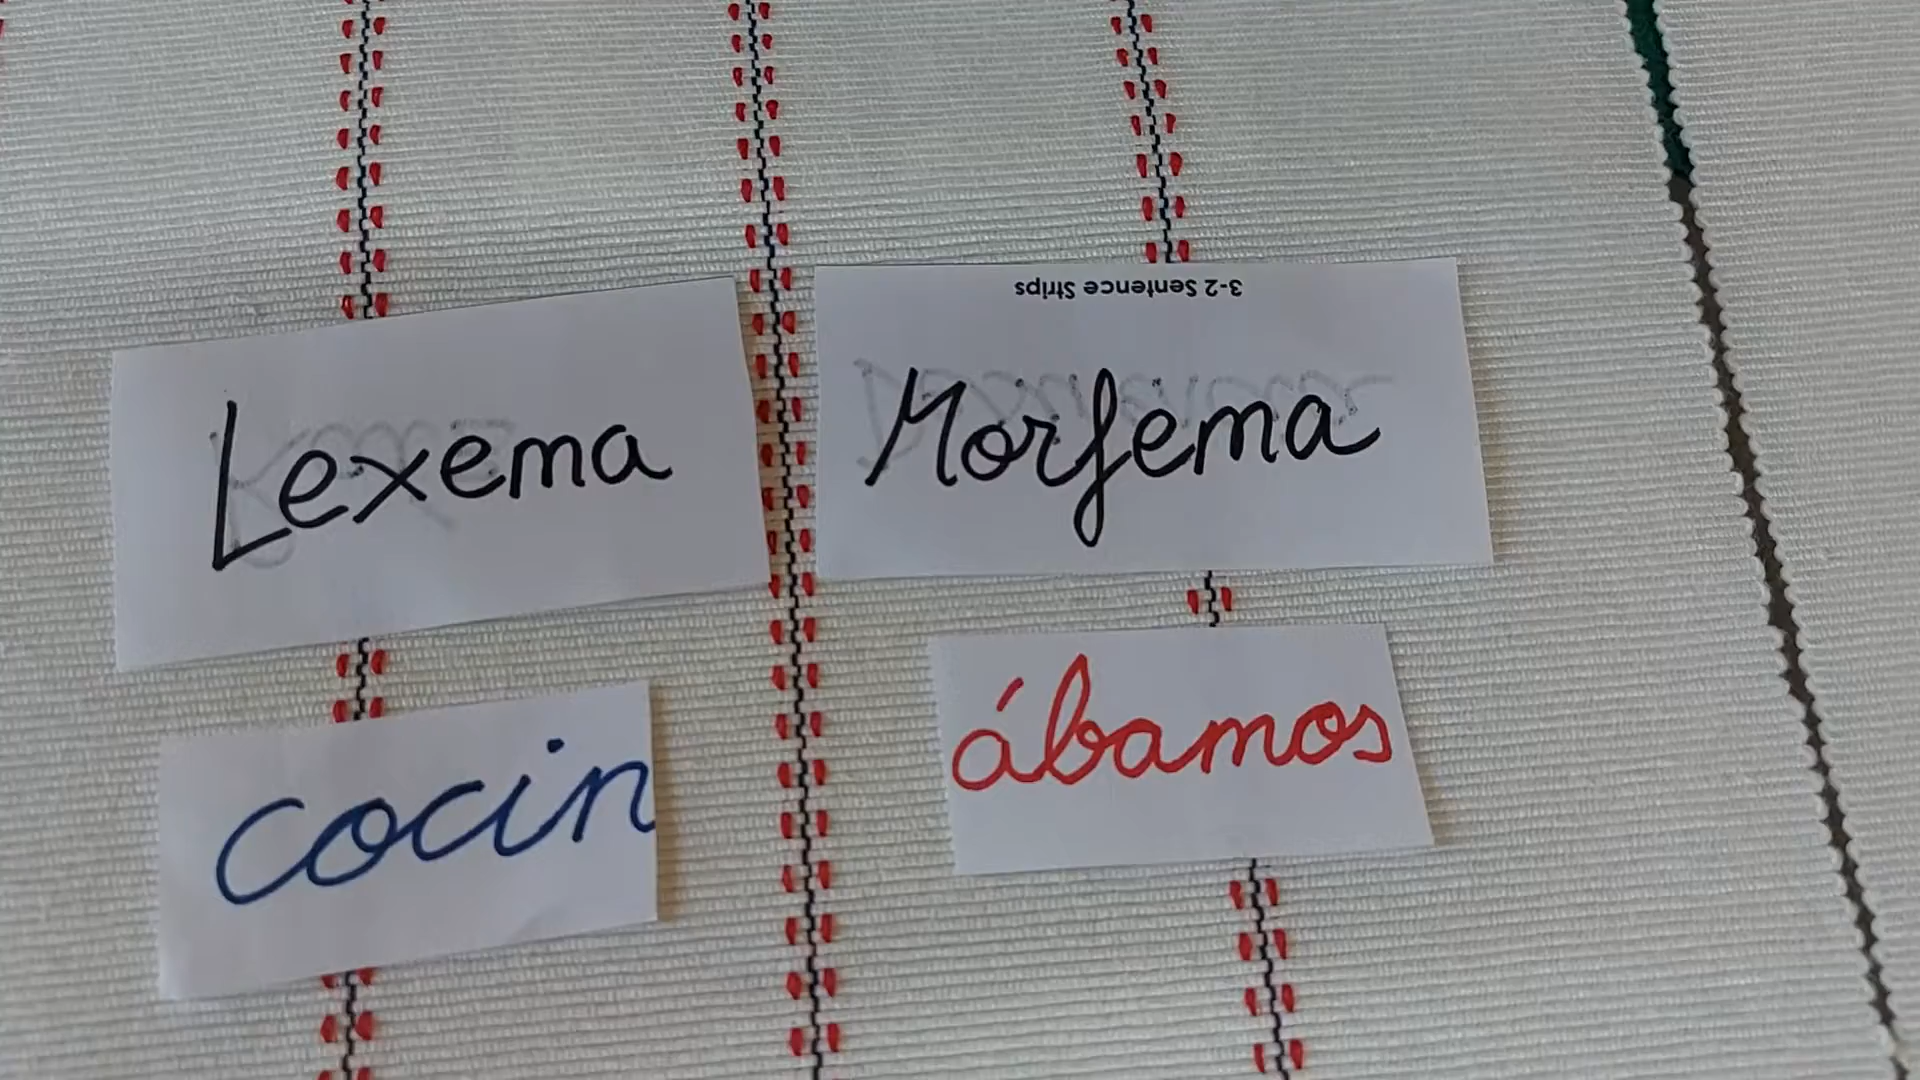 3-2 Sentence Strips
Lexema
Morfema
cocin
ábamos